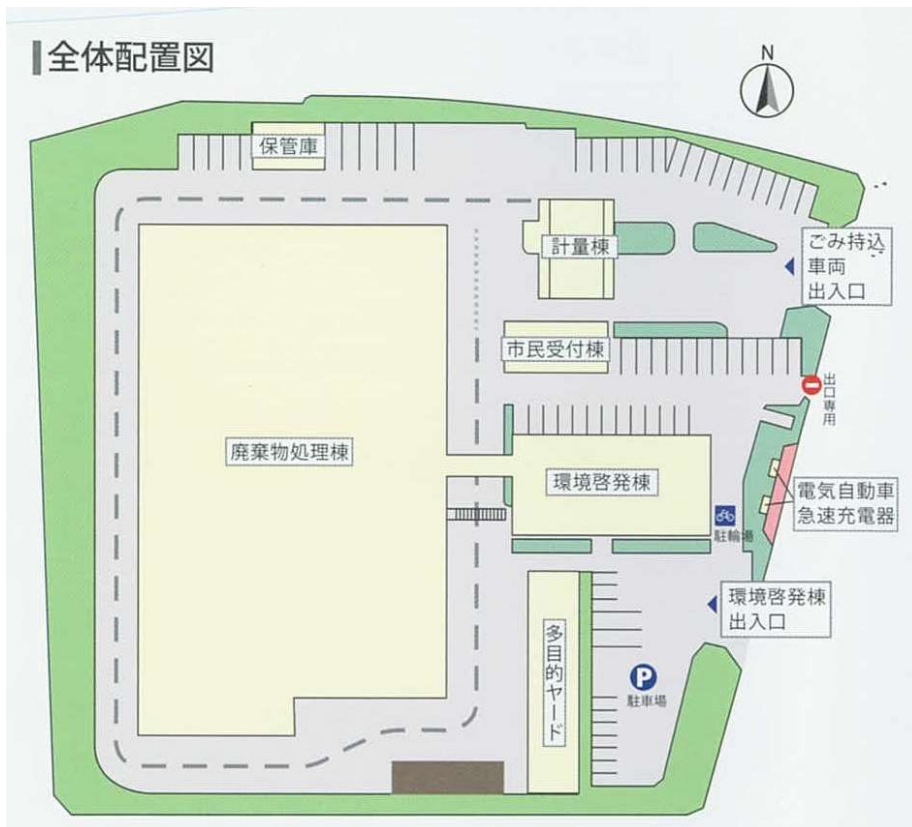 全体配置図
N
保管庫
計量棟
ごみ持込
車両
出入口
市民受付棟
出口専用
廃棄物処理棟
環境啓発棟
電気自動車
急速充電器
駐輪場
環境啓発棟
出入口
多目的ヤード
P
駐車場